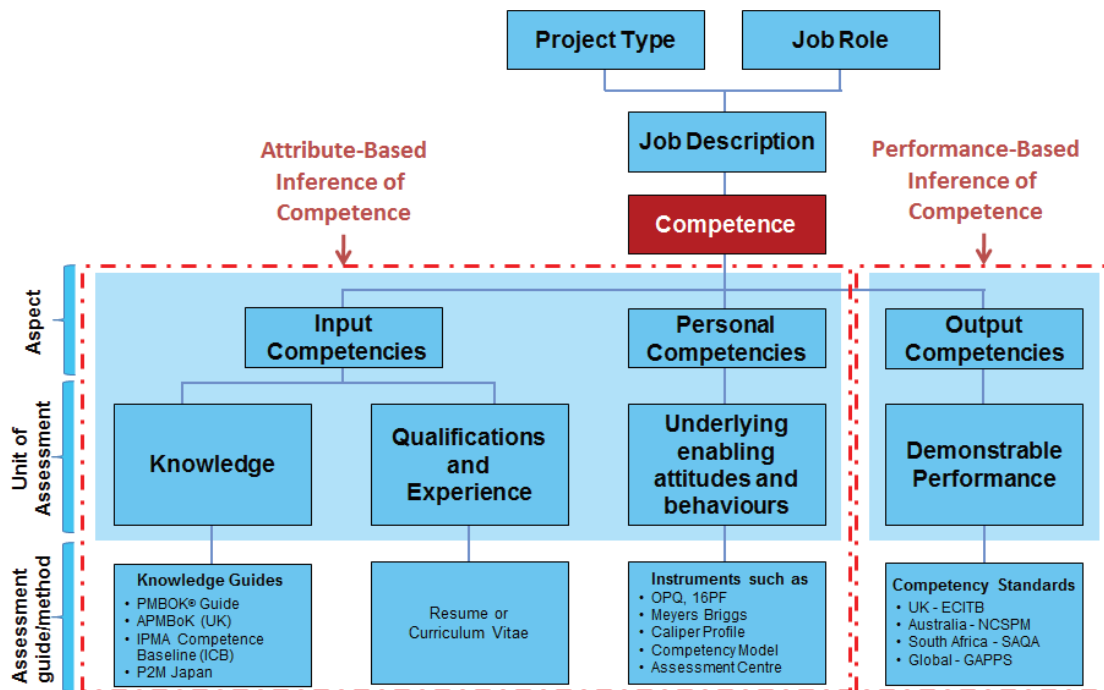 Project Type
Job Role
Job Description
Attribute-Based
Inference of
Competence
Performance-Based
Inference of
Competence
Competence
Aspect
Input
Competencies
Personal
Competencies
Output
Competencies
Unit of
Assessment
Knowledge
Qualifications
and
Experience
Underlying
enabling
attitudes and
behaviours
Demonstrable
Performance
Assessment
guide/method
Knowledge Guides
• PMBOK® Guide
• APMBoK (UK)
• IPMA Competence
Baseline (ICB)
• P2M Japan
Resume or
Curriculum Vitae
Instruments such as
• OPQ, 16PF
• Meyers Briggs
• Caliper Profile
• Competency Model
• Assessment Centre
Competency Standards
• UK - ECITB
• Australia - NCSPM
• South Africa - SAQA
• Global - GAPPS